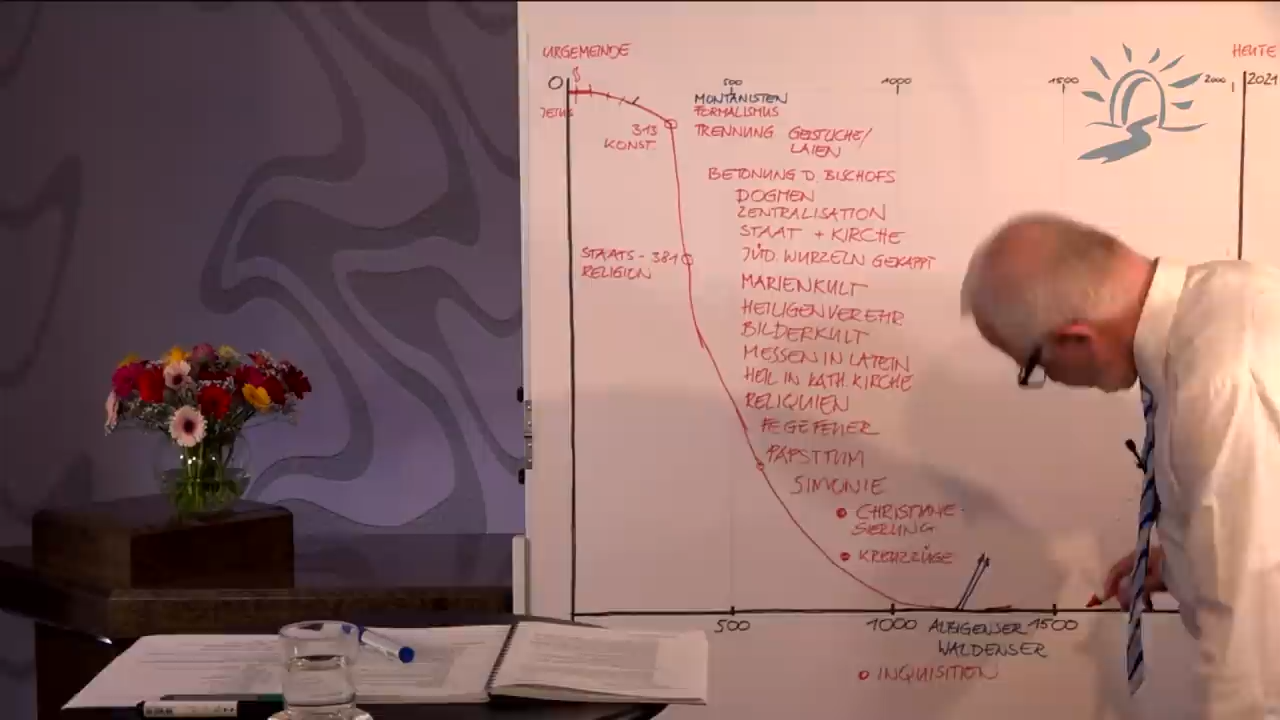 URGEMEINDE
HEUTE
0
500
1000
1500
2000
2021
JESUS
MONTANISTEN
FORMALISMUS
313
KONST.
TRENNUNG GEISTLICHE/
LAIEN
BETONUNG D. BISCHOFS
DOGMEN
ZENTRALISATION
STAAT + KIRCHE
STAATS - 381
RELIGION
JÜD. WURZELN GEKAPPT
MARIENKULT
HEILIGENVEREHR
BILDERKULT
MESSEN IN LATEIN
HEIL IN KATH. KIRCHE
RELIQUIEN
FEGEFEUER
PAPSTTUM
SIMONIE
CHRISTIANI-
SIERUNG
KREUZZÜGE
500
1000
ALBIGENSER
1500
WALDENSER
INQUISITION